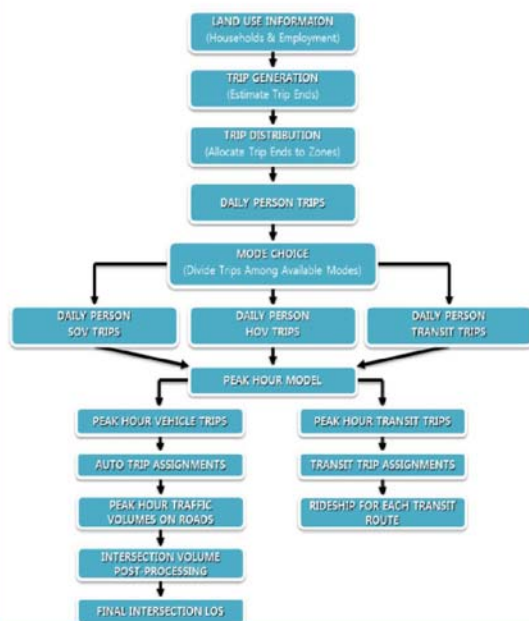 LAND USE INFORMAION
(Households & Employment)
TRIP GENERATION
(Estimate Trip Ends)
TRIP DISTRIBUTION
(Allocate Trip Ends to Zones)
DAILY PERSON TRIPS
MODE CHOICE
(Divide Trips Among Available Modes)
DAILY PERSON
SOV TRIPS
DAILY PERSON
HOV TRIPS
DAILY PERSON
TRANSIT TRIPS
PEAK HOUR MODEL
PEAK HOUR VEHICLE TRIPS
PEAK HOUR TRANSIT TRIPS
AUTO TRIP ASSIGNMENTS
TRANSIT TRIP ASSIGNMENTS
PEAK HOUR TRAFFIC
VOLUMES ON ROADS
RIDESHIP FOR EACH TRANSIT
ROUTE
INTERSECTION VOLUME
POST-PROCESSING
FINAL INTERSECTION LOS